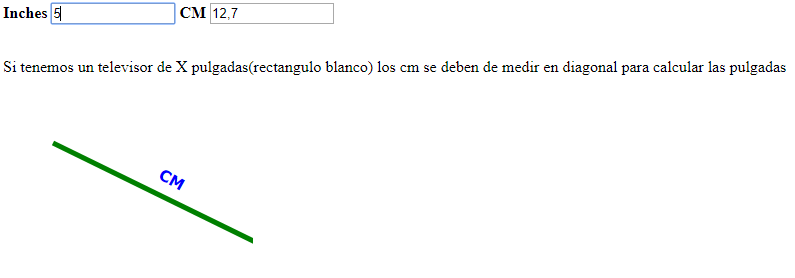 Inches 5 CM 12,7
Si tenemos un televisor de X pulgadas(rectangulo blanco) los cm se deben de medir en diagonal para calcular las pulgadas
CM